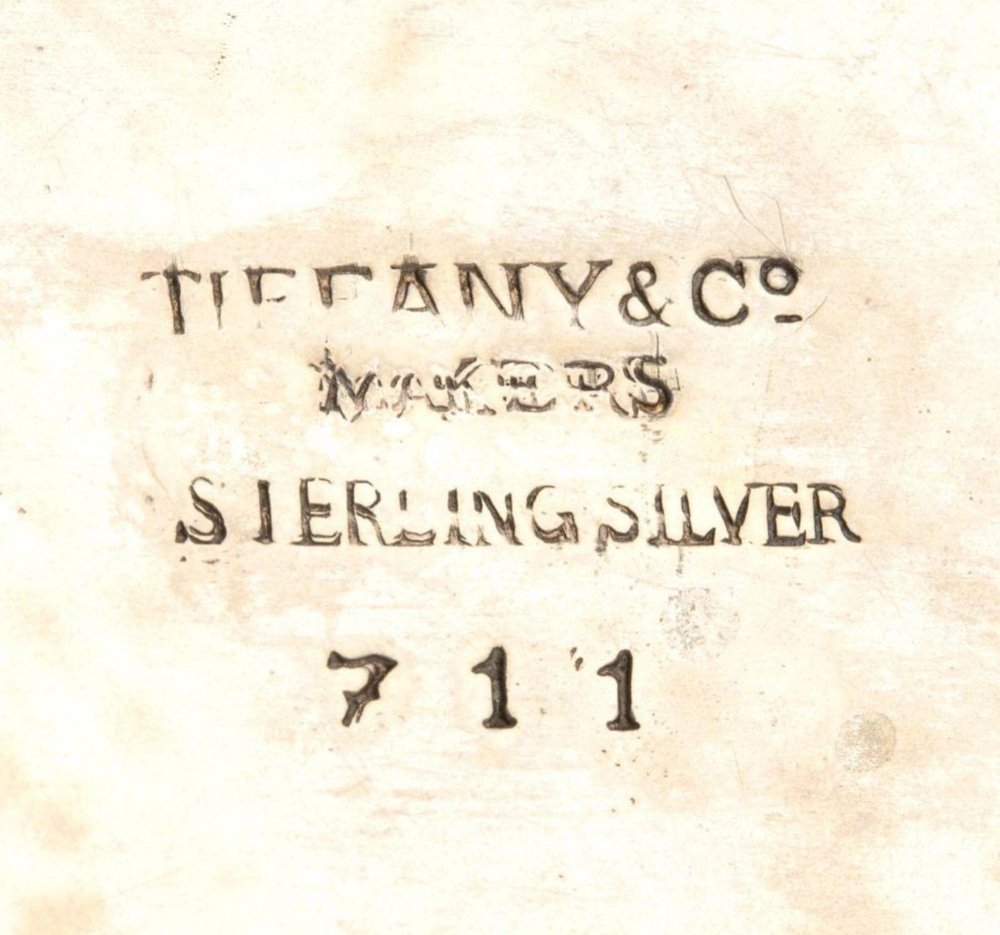 TIFFANY & Cº
MAKERS
STERLING SILVER
711